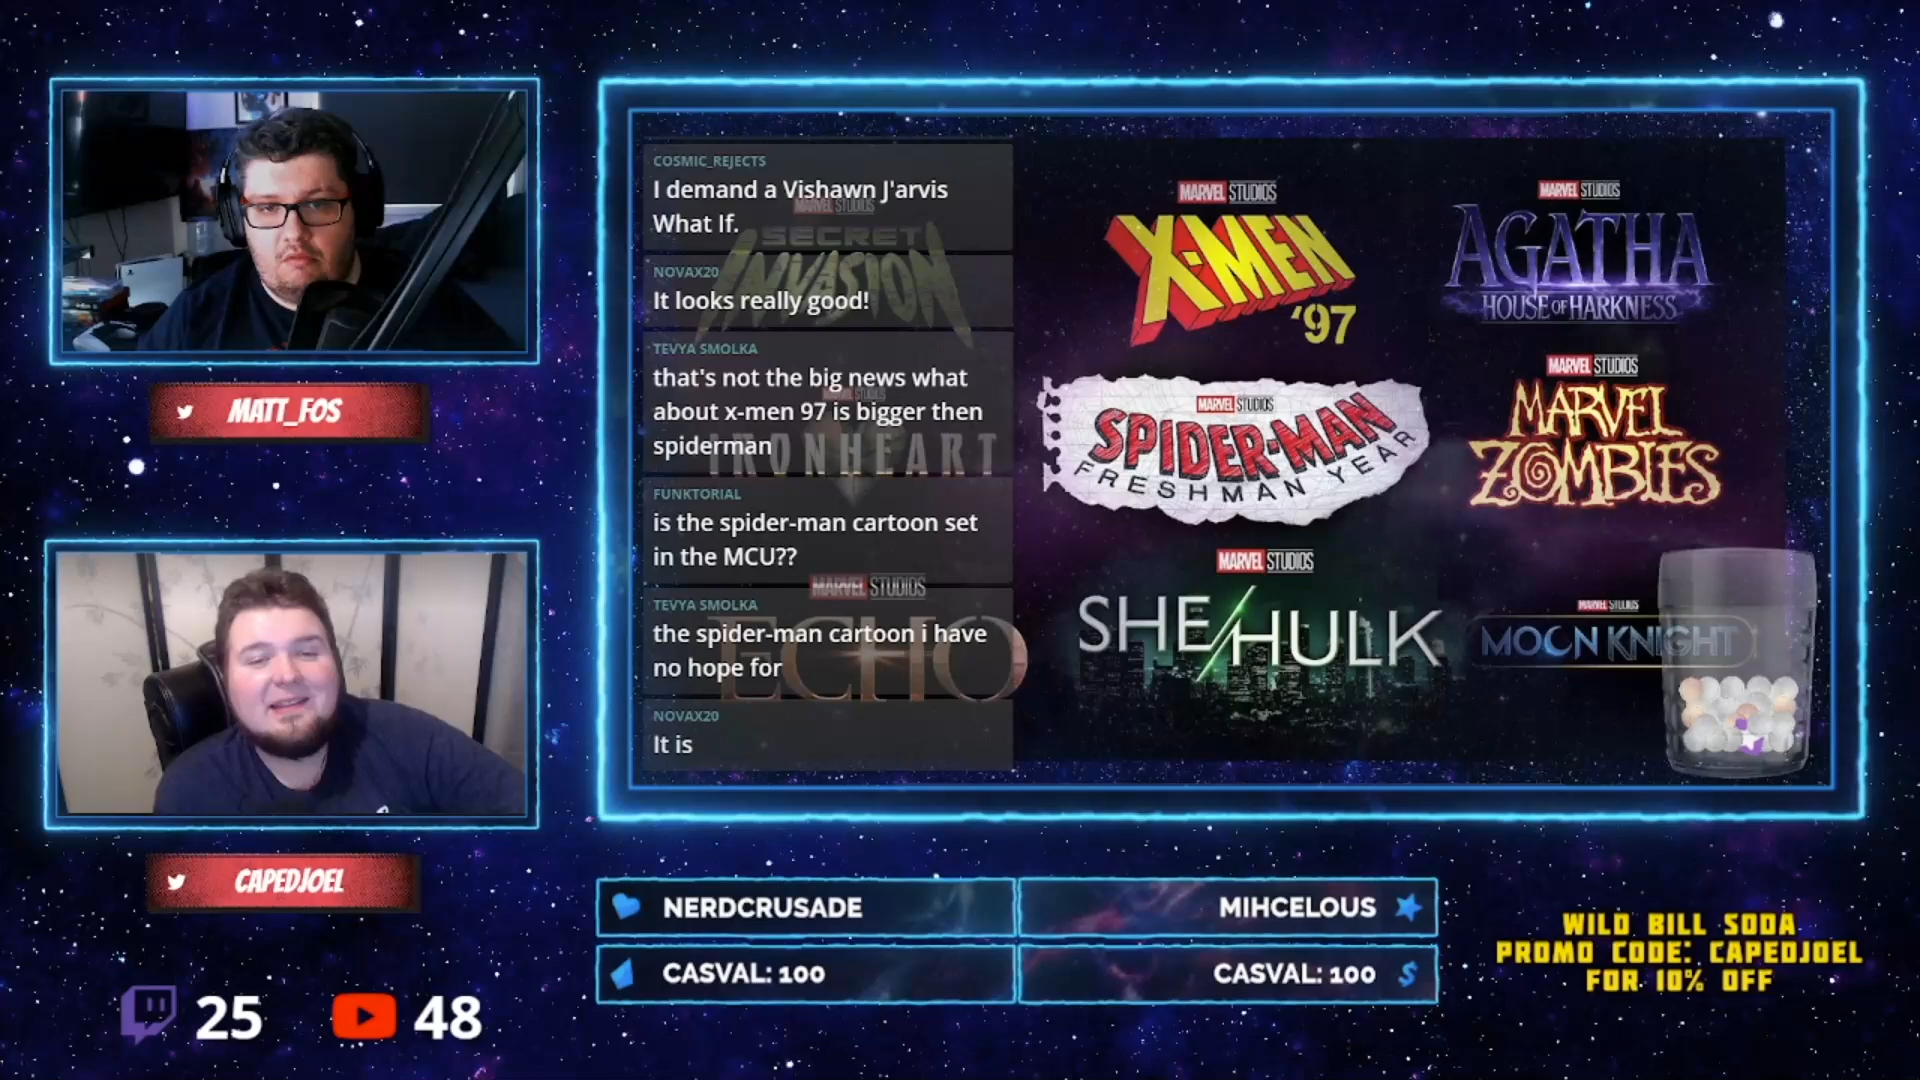 MATT_FOS
CAPEDJOEL
25
48
COSMIC_REJECTS
I demand a Vishawn J'arvis
What If.
NOVAX20
It looks really good!
TEVYA SMOLKA
that's not the big news what
about x-men 97 is bigger then
spiderman
FUNKTORIAL
is the spider-man cartoon set
in the MCU??
TEVYA SMOLKA
the spider-man cartoon i have
no hope for
NOVAX20
It is
MARVEL STUDIOS
SECRET
INVASION
MARVEL STUDIOS
IRONHEART
MARVEL STUDIOS
ECHO
MARVEL STUDIOS
X-MEN
'97
MARVEL STUDIOS
AGATHA
HOUSE OF HARKNESS
MARVEL STUDIOS
SPIDER-MAN
FRESHMAN YEAR
MARVEL STUDIOS
MARVEL
ZOMBIES
MARVEL STUDIOS
SHE/HULK
MARVEL STUDIOS
MOON KNIGHT
NERDCRUSADE
MIHCELOUS
CASVAL: 100
CASVAL: 100 $
WILD BILL SODA
PROMO CODE: CAPEDJOEL
FOR 10% OFF